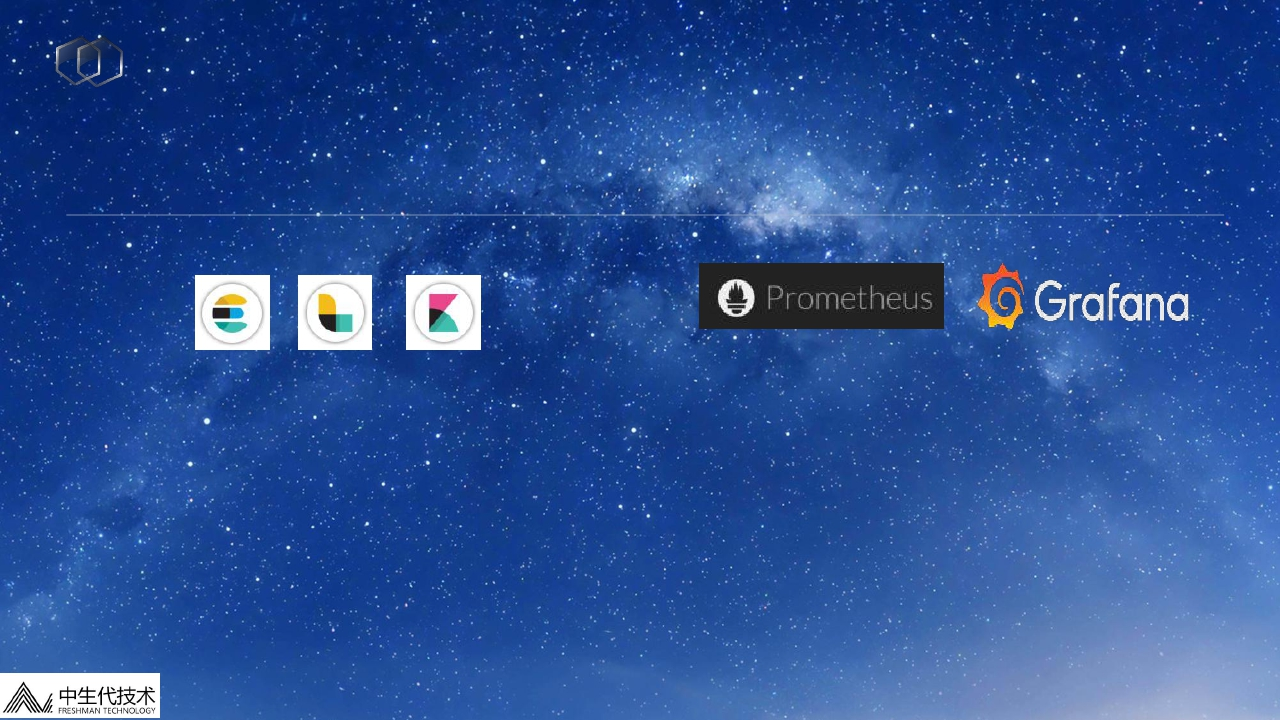 Prometheus
Grafana
中生代技术
FRESHMAN TECHNOLOGY